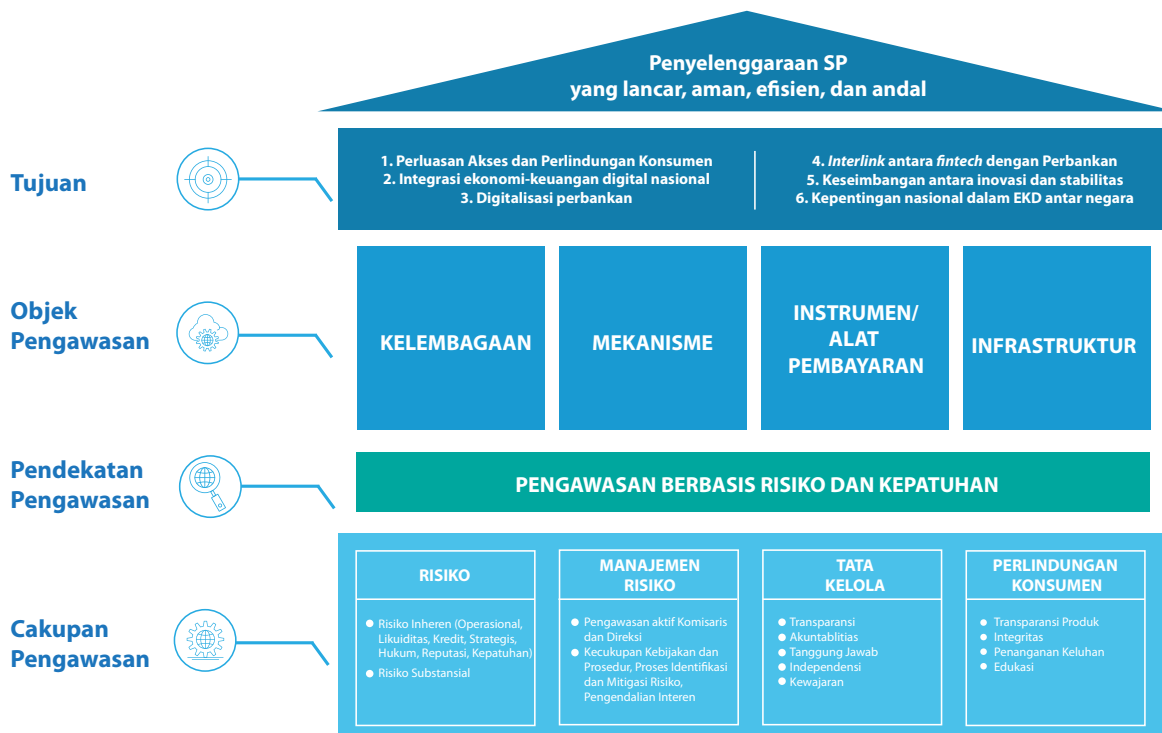 Penyelenggaraan SP
yang lancar, aman, efisien, dan andal
Tujuan
1. Perluasan Akses dan Perlindungan Konsumen
2. Integrasi ekonomi-keuangan digital nasional
3. Digitalisasi perbankan
4. Interlink antara fintech dengan Perbankan
5. Keseimbangan antara inovasi dan stabilitas
6. Kepentingan nasional dalam EKD antar negara
Objek
Pengawasan
KELEMBAGAAN
MEKANISME
INSTRUMEN/
ALAT
PEMBAYARAN
INFRASTRUKTUR
Pendekatan
Pengawasan
PENGAWASAN BERBASIS RISIKO DAN KEPATUHAN
Cakupan
Pengawasan
RISIKO
● Risiko Inheren (Operasional,
Likuiditas, Kredit, Strategis,
Hukum, Reputasi, Kepatuhan)
● Risiko Substansial
MANAJEMEN
RISIKO
● Pengawasan aktif Komisaris
dan Direksi
● Kecukupan Kebijakan dan
Prosedur, Proses Identifikasi
dan Mitigasi Risiko,
Pengendalian Interen
TATA
KELOLA
● Transparansi
● Akuntablitias
● Tanggung Jawab
● Independensi
● Kewajaran
PERLINDUNGAN
KONSUMEN
● Transparansi Produk
● Integritas
● Penanganan Keluhan
● Edukasi